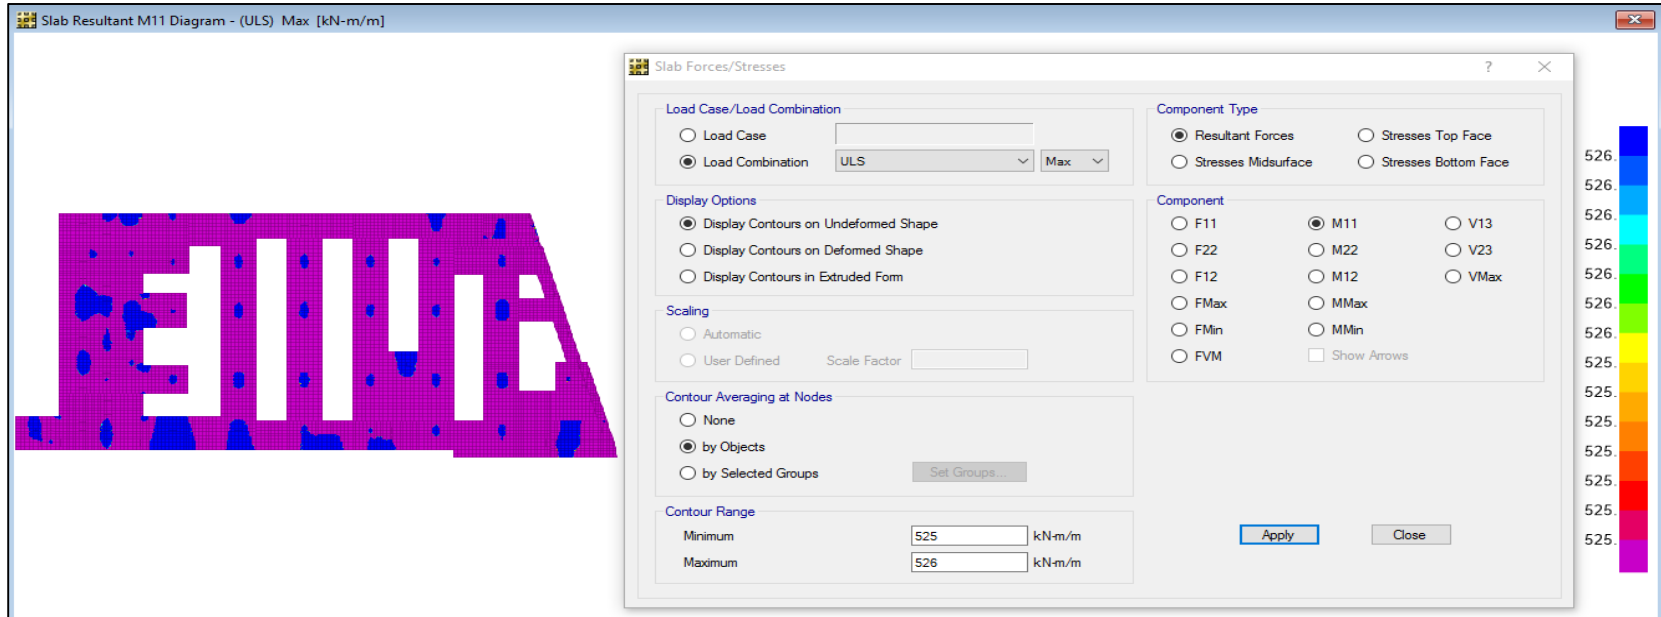 Slab Resultant M11 Diagram - (ULS)  Max  [kN-m/m]
Slab Forces/Stresses
?
Load Case/Load Combination
Load Case
Load Combination
ULS
Max
Component Type
Resultant Forces
Stresses Top Face
Stresses Midsurface
Stresses Bottom Face
Display Options
Display Contours on Undeformed Shape
Display Contours on Deformed Shape
Display Contours in Extruded Form
Component
F11
M11
V13
F22
M22
V23
F12
M12
VMax
FMax
MMax
FMin
MMin
FVM
Show Arrows
Scaling
Automatic
User Defined
Scale Factor
Contour Averaging at Nodes
None
by Objects
by Selected Groups
Set Groups...
Contour Range
Minimum
525
kN-m/m
Maximum
526
kN-m/m
Apply
Close
526.
526.
526.
526.
526.
526.
526.
525.
525.
525.
525.
525.
525.
525.